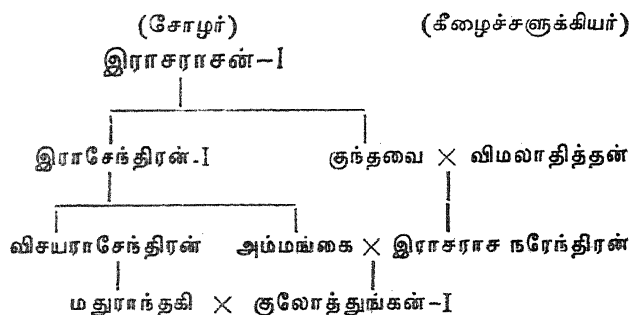 (சோழர்) (கீழைச்சளுக்கியர்)
இராசராசன்-I
இராசேந்திரன்-I குந்தவை × விமலாதித்தன்
விசயராசேந்திரன் அம்மங்கை × இராசராச நரேந்திரன்
மதுராந்தகி × குலோத்துங்கன்-I